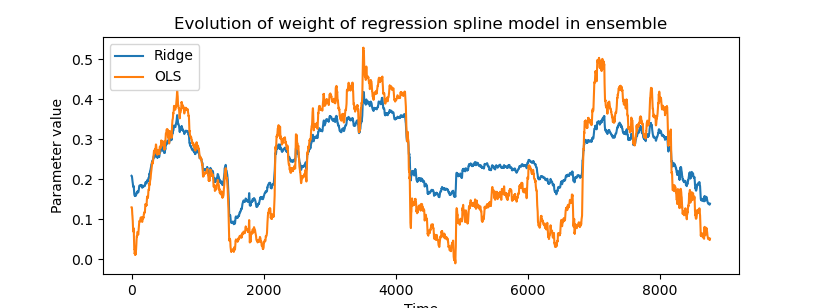 Evolution of weight of regression spline model in ensemble
Ridge
OLS
Parameter value
0.5
0.4
0.3
0.2
0.1
0.0
0 2000 4000 6000 8000
Time